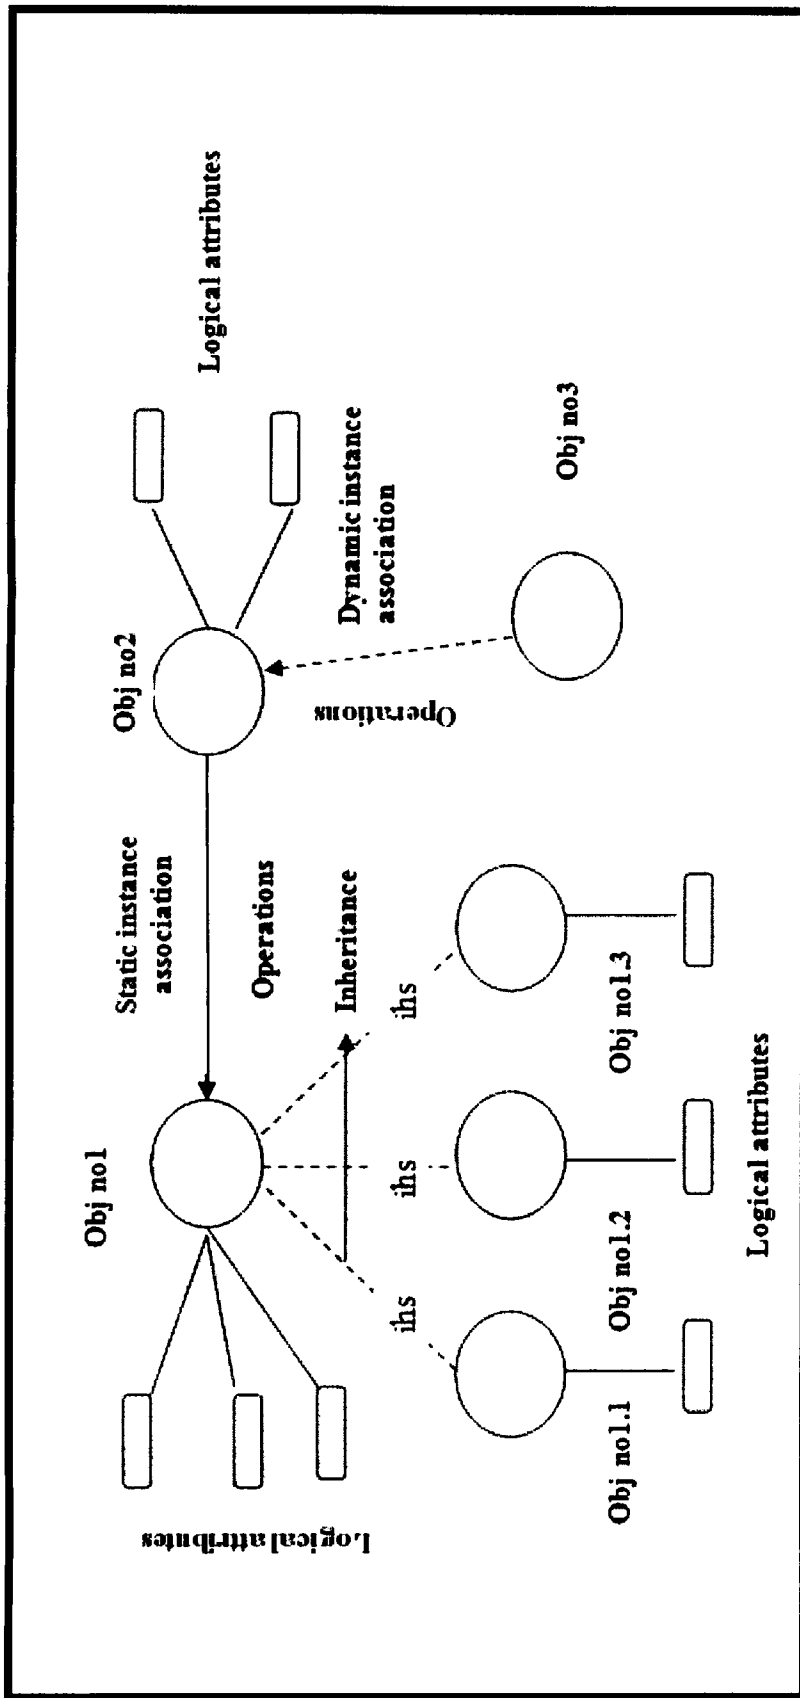 Obj no1
Static instance
association
Obj no2
Logical attributes
Operations
Operations
Dynamic instance
association
Inheritance
Logical attributes
ihs
ihs
ihs
Obj no3
Obj no1.1
Obj no1.2
Obj no1.3
Logical attributes